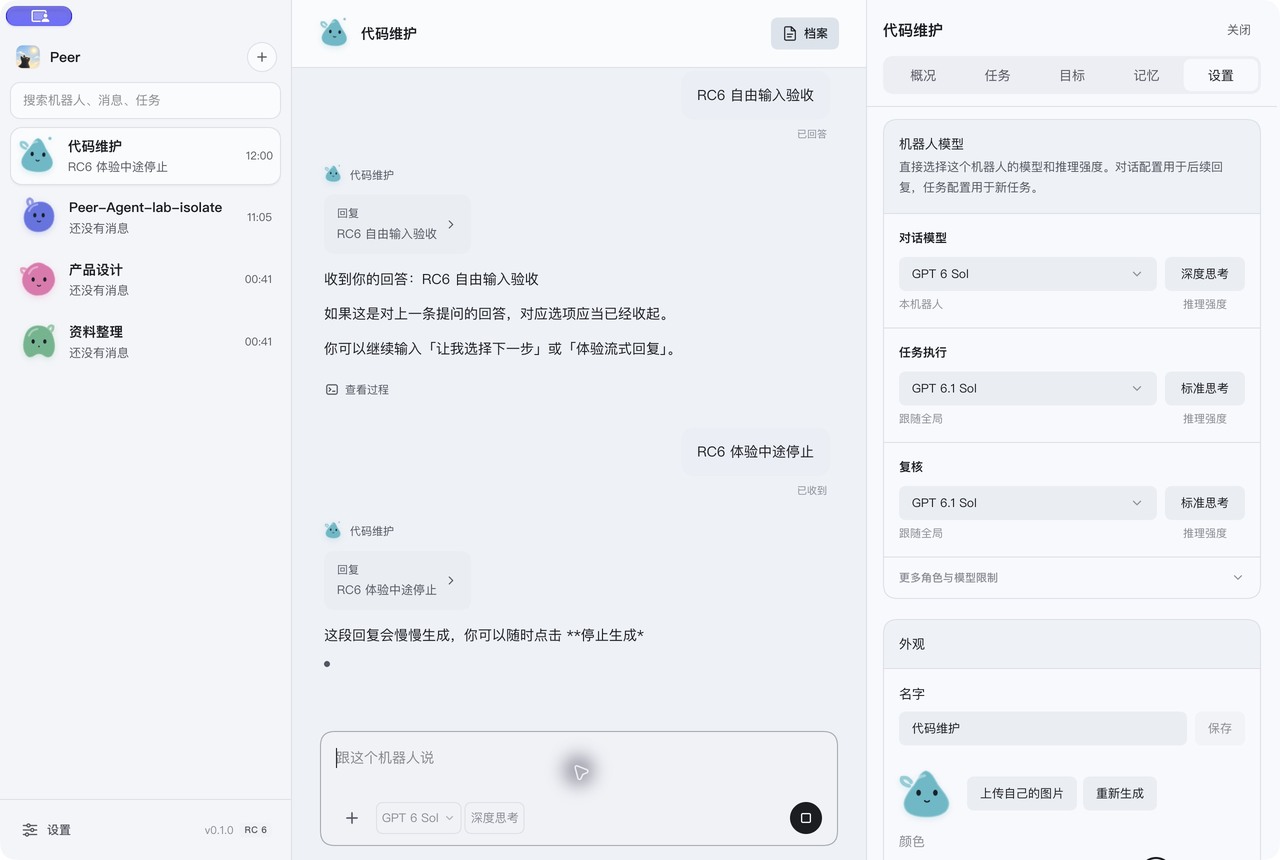 Peer
搜索机器人、消息、任务
代码维护
RC6 体验中途停止
12:00
Peer-Agent-lab-isolate
还没有消息
11:05
产品设计
还没有消息
00:41
资料整理
还没有消息
00:41
设置
v0.1.0 RC 6
代码维护
档案
RC6 自由输入验收
已回答
代码维护
回复
RC6 自由输入验收
收到你的回答：RC6 自由输入验收
如果这是对上一条提问的回答，对应选项应当已经收起。
你可以继续输入「让我选择下一步」或「体验流式回复」。
查看过程
RC6 体验中途停止
已收到
代码维护
回复
RC6 体验中途停止
这段回复会慢慢生成，你可以随时点击 **停止生成*
跟这个机器人说
GPT 6 Sol
深度思考
代码维护
关闭
概况
任务
目标
记忆
设置
机器人模型
直接选择这个机器人的模型和推理强度。对话配置用于后续回
复，任务配置用于新任务。
对话模型
GPT 6 Sol
深度思考
本机器人
推理强度
任务执行
GPT 6.1 Sol
标准思考
跟随全局
推理强度
复核
GPT 6.1 Sol
标准思考
跟随全局
推理强度
更多角色与模型限制
外观
名字
代码维护
保存
上传自己的图片
重新生成
颜色